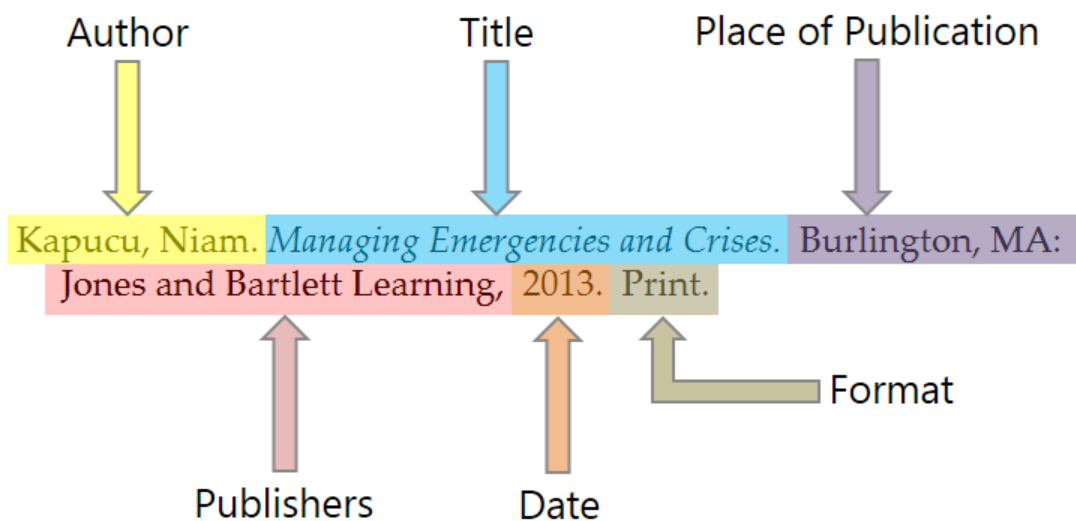 Author
Title
Place of Publication
Kapucu, Niam. Managing Emergencies and Crises. Burlington, MA:
Jones and Bartlett Learning, 2013. Print.
Format
Publishers
Date